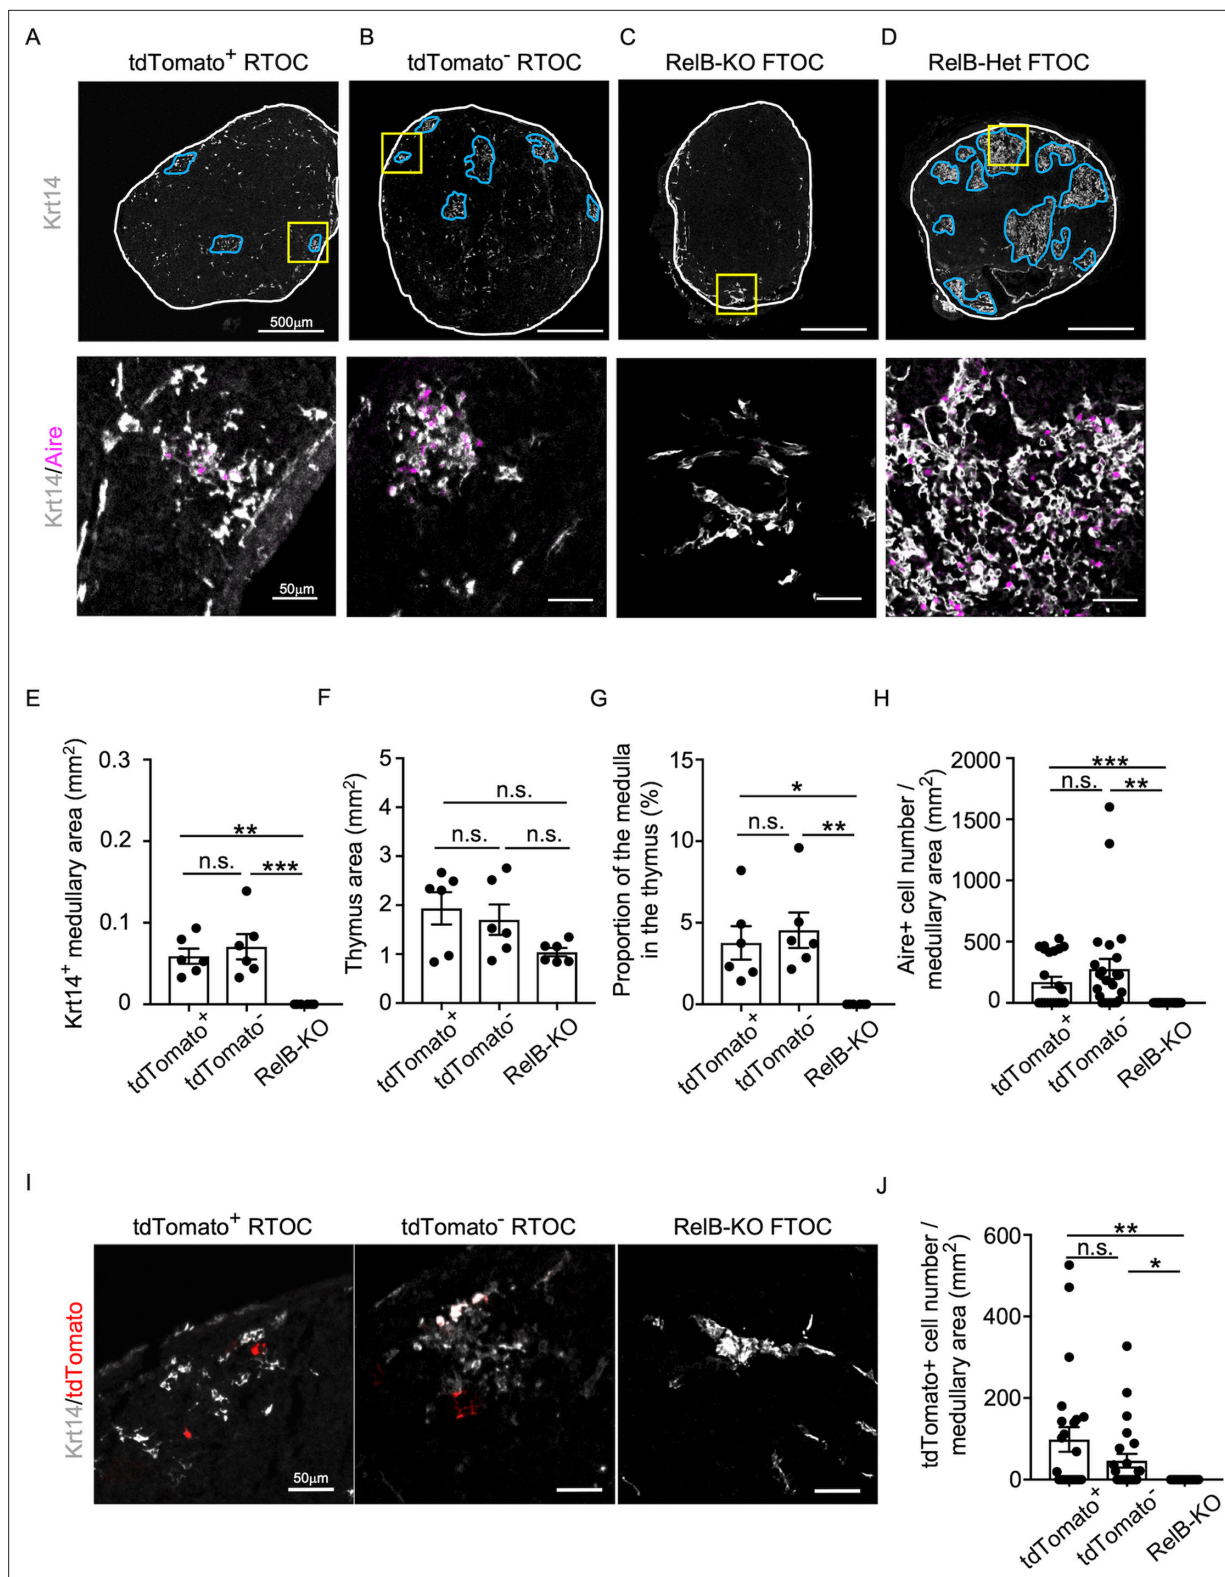 A
B
C
D
tdTomato⁺ RTOC
tdTomato⁻ RTOC
RelB-KO FTOC
RelB-Het FTOC
Krt14
500μm
Krt14/Aire
50μm
E
F
G
H
Krt14⁺ medullary area (mm²)
0.3
0.2
0.1
0
**
n.s.
***
tdTomato⁺
tdTomato⁻
RelB-KO
Thymus area (mm²)
5
4
3
2
1
0
n.s.
n.s.
n.s.
tdTomato⁺
tdTomato⁻
RelB-KO
Proportion of the medulla
in the thymus (%)
15
10
5
0
*
n.s.
**
tdTomato⁺
tdTomato⁻
RelB-KO
Aire+ cell number /
medullary area (mm²)
2000
1500
1000
500
0
***
n.s.
**
tdTomato⁺
tdTomato⁻
RelB-KO
I
J
tdTomato⁺ RTOC
tdTomato⁻ RTOC
RelB-KO FTOC
Krt14/tdTomato
50μm
tdTomato+ cell number /
medullary area (mm²)
600
400
200
0
**
n.s.
*
tdTomato⁺
tdTomato⁻
RelB-KO